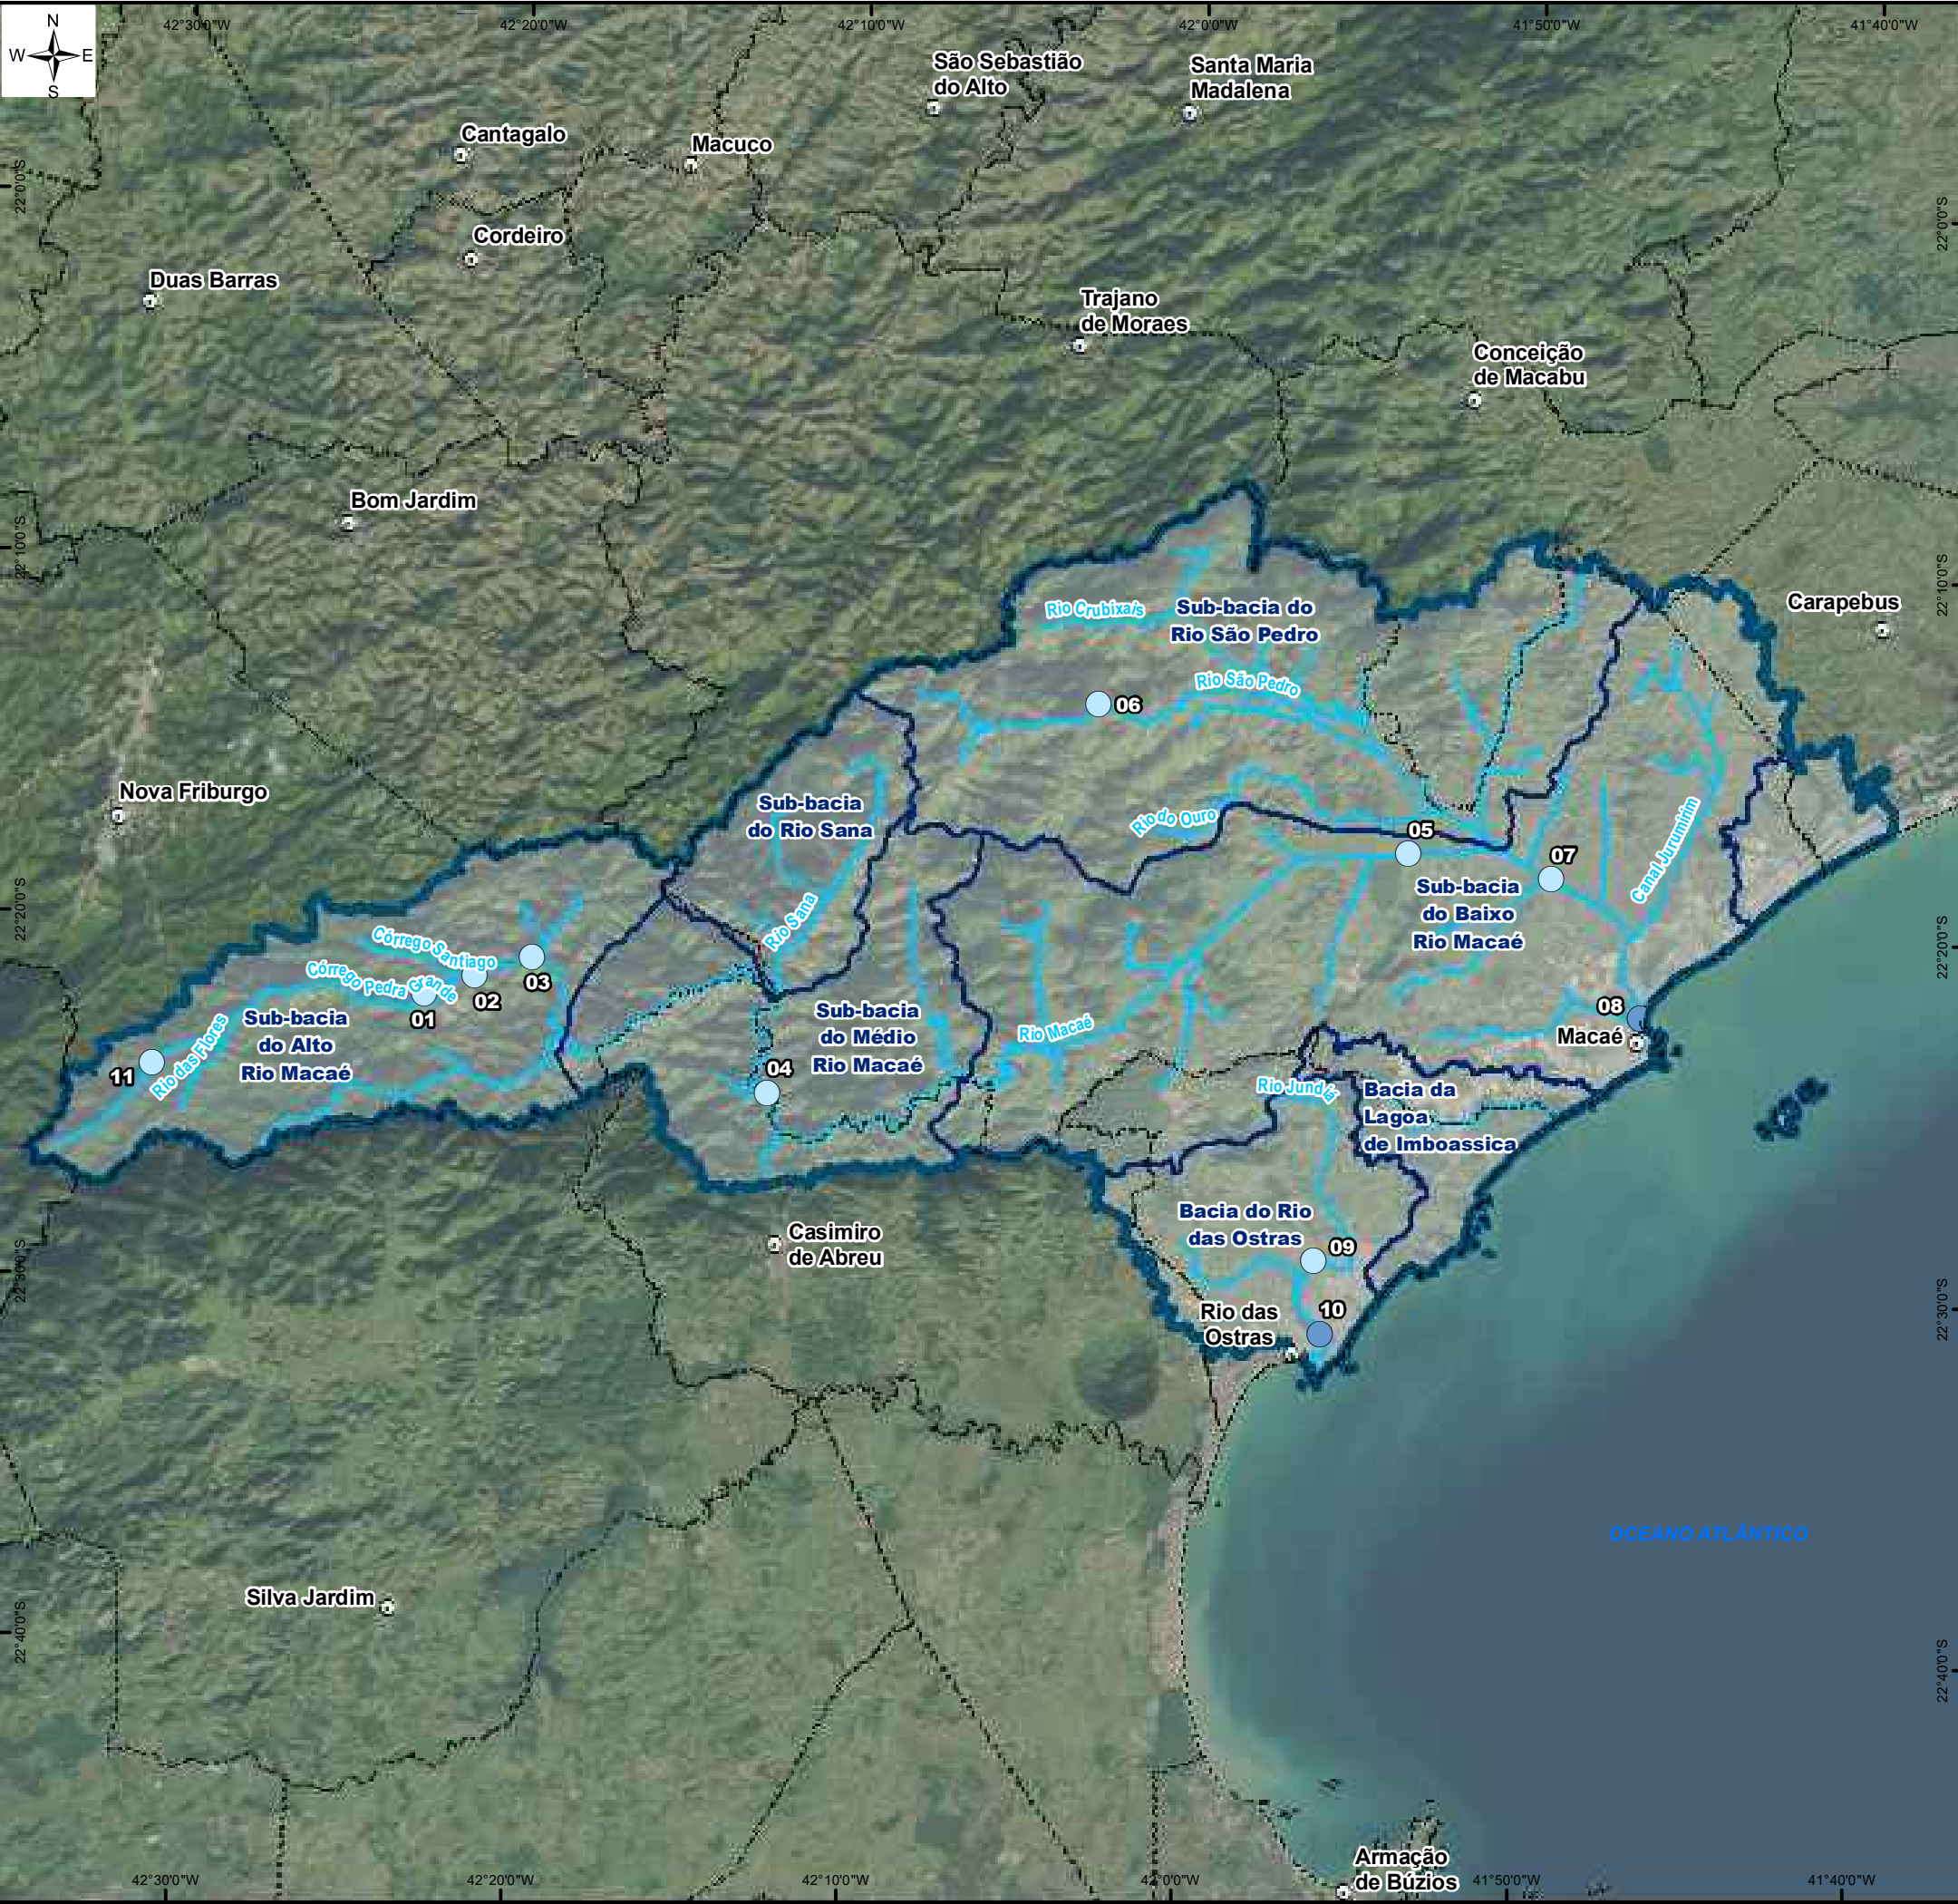 N
W E
S
42°30'0"W
42°20'0"W
42°10'0"W
42°0'0"W
41°50'0"W
41°40'0"W
São Sebastião
do Alto
Santa Maria
Madalena
Cantagalo
Macuco
22°0'0"S
22°0'0"S
Cordeiro
Duas Barras
Trajano
de Moraes
Conceição
de Macabu
Bom Jardim
22°10'0"S
22°10'0"S
Carapebus
Rio Crubixais
Sub-bacia do
Rio São Pedro
Rio São Pedro
06
Nova Friburgo
Sub-bacia
do Rio Sana
Rio do Ouro
05
07
Canal Jurumirim
Sub-bacia
do Baixo
Rio Macaé
22°20'0"S
22°20'0"S
Rio Sana
Córrego Santiago
Córrego Pedra Grande
03
02
01
Sub-bacia
do Alto
Rio Macaé
Rio das Flores
11
Sub-bacia
do Médio
Rio Macaé
04
Rio Macaé
08
Macaé
Rio Jundiá
Bacia da
Lagoa
de Imboassica
Bacia do Rio
das Ostras
09
10
Rio das
Ostras
Casimiro
de Abreu
22°30'0"S
22°30'0"S
OCEANO ATLÂNTICO
Silva Jardim
22°40'0"S
22°40'0"S
Armação
de Búzios
42°30'0"W
42°20'0"W
42°10'0"W
42°0'0"W
41°50'0"W
41°40'0"W